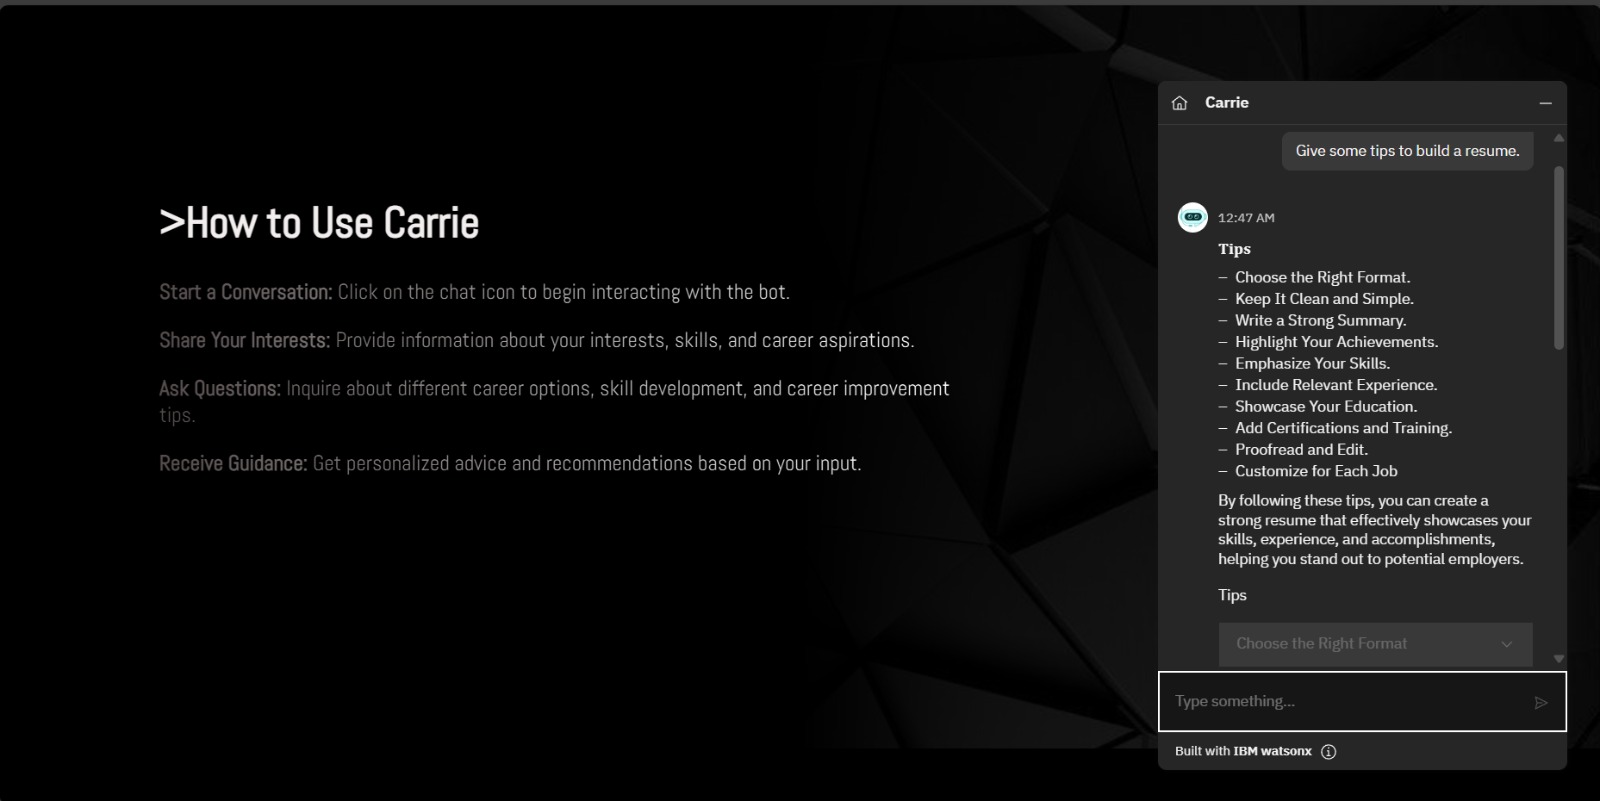 >How to Use Carrie
Start a Conversation: Click on the chat icon to begin interacting with the bot.
Share Your Interests: Provide information about your interests, skills, and career aspirations.
Ask Questions: Inquire about different career options, skill development, and career improvement
tips.
Receive Guidance: Get personalized advice and recommendations based on your input.
Carrie
Give some tips to build a resume.
12:47 AM
Tips
– Choose the Right Format.
– Keep It Clean and Simple.
– Write a Strong Summary.
– Highlight Your Achievements.
– Emphasize Your Skills.
– Include Relevant Experience.
– Showcase Your Education.
– Add Certifications and Training.
– Proofread and Edit.
– Customize for Each Job
By following these tips, you can create a
strong resume that effectively showcases your
skills, experience, and accomplishments,
helping you stand out to potential employers.
Tips
Choose the Right Format
Type something...
Built with IBM watsonx